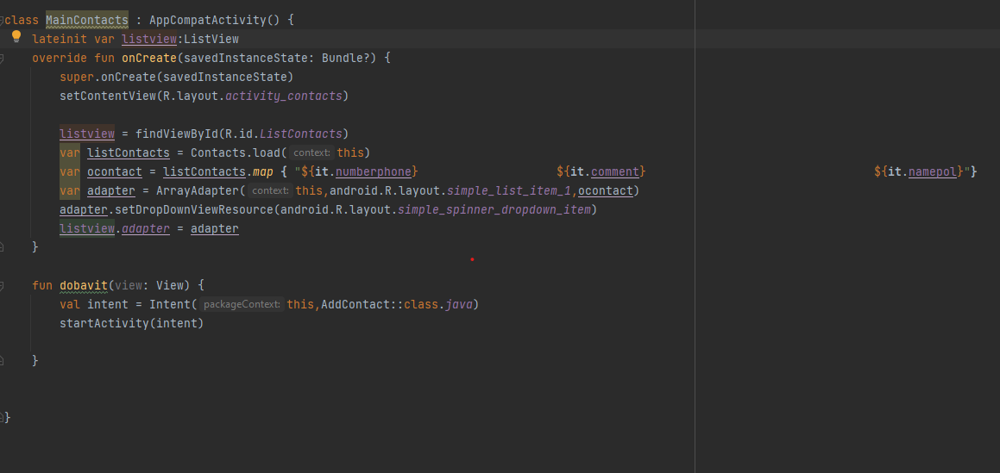 class MainContacts : AppCompatActivity() {
lateinit var listview:ListView
override fun onCreate(savedInstanceState: Bundle?) {
super.onCreate(savedInstanceState)
setContentView(R.layout.activity_contacts)
listview = findViewById(R.id.ListContacts)
var listContacts = Contacts.load( context: this)
var ocontact = listContacts.map { "${it.numberphone} ${it.comment} ${it.namepol}"}
var adapter = ArrayAdapter( context: this,android.R.layout.simple_list_item_1,ocontact)
adapter.setDropDownViewResource(android.R.layout.simple_spinner_dropdown_item)
listview.adapter = adapter
}
fun dobavit(view: View) {
val intent = Intent( packageContext: this,AddContact::class.java)
startActivity(intent)
}
}